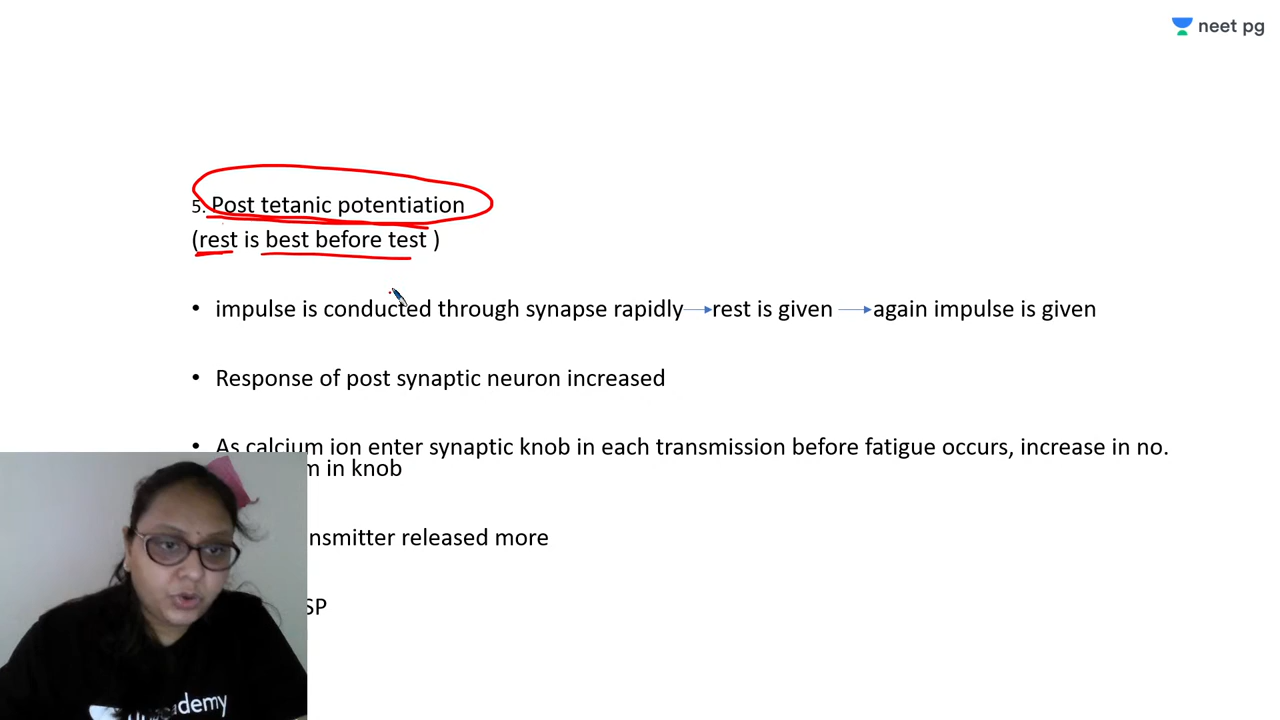 neet pg
5. Post tetanic potentiation
(rest is best before test )
• impulse is conducted through synapse rapidly → rest is given → again impulse is given
• Response of post synaptic neuron increased
• As calcium ion enter synaptic knob in each transmission before fatigue occurs, increase in no.
in knob
released more